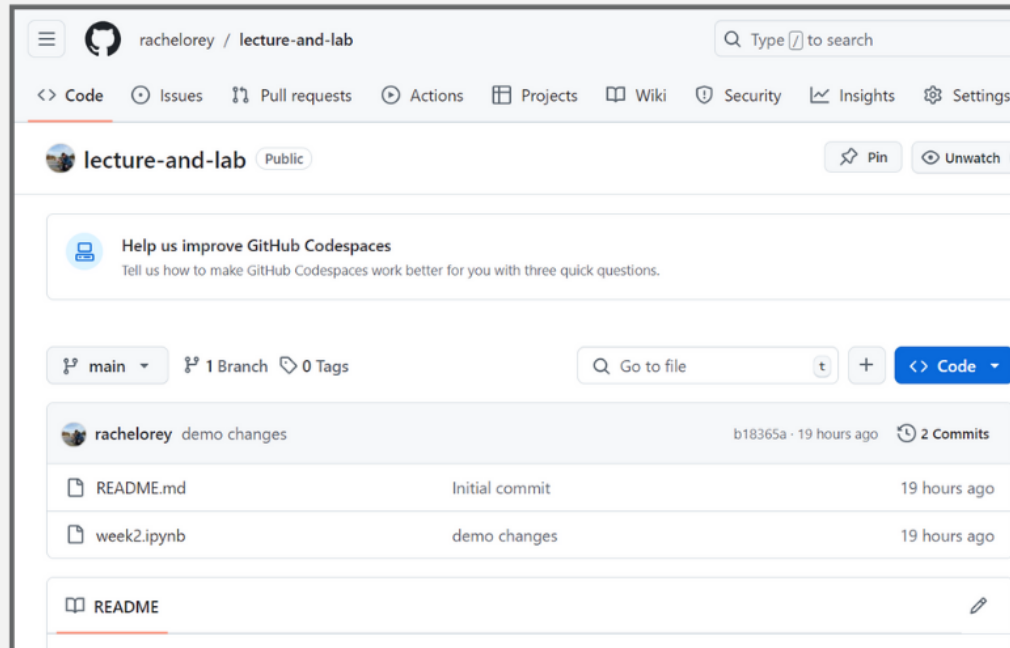 rachelorey / lecture-and-lab Type / to search
<> Code Issues Pull requests Actions Projects Wiki Security Insights Settings
lecture-and-lab Public Pin Unwatch
Help us improve GitHub Codespaces
Tell us how to make GitHub Codespaces work better for you with three quick questions.
main 1 Branch 0 Tags Go to file t + <> Code
rachelorey demo changes b18365a · 19 hours ago 2 Commits
README.md Initial commit 19 hours ago
week2.ipynb demo changes 19 hours ago
README